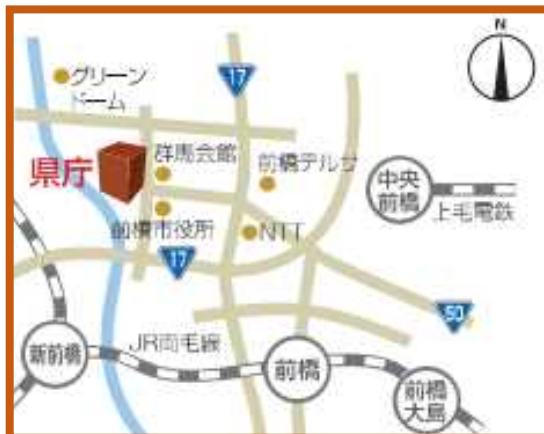 N
グリーン
ドーム
17
県庁
群馬会館
前橋テルサ
中央
前橋
上毛電鉄
前橋市役所
NTT
17
50
新前橋
JR両毛線
前橋
前橋
大島